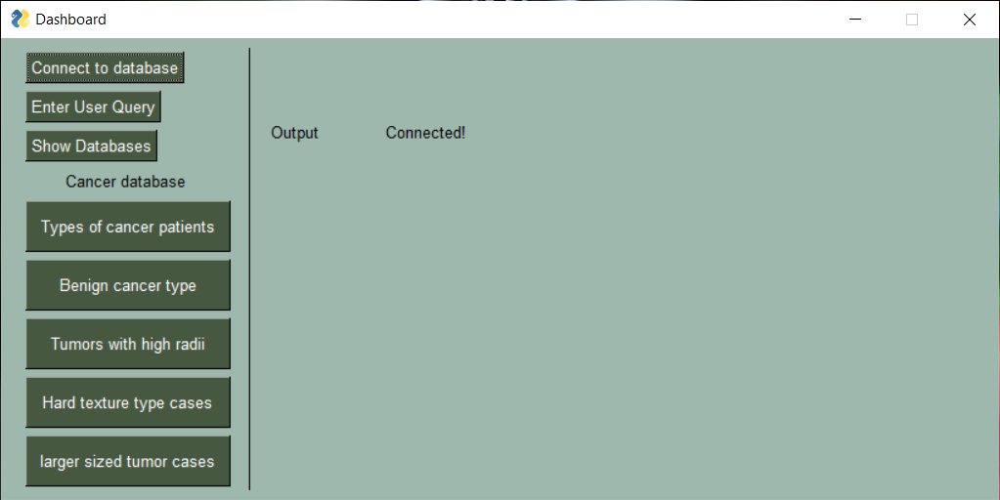 Dashboard
Connect to database
Enter User Query
Show Databases
Cancer database
Types of cancer patients
Benign cancer type
Tumors with high radii
Hard texture type cases
larger sized tumor cases
Output Connected!